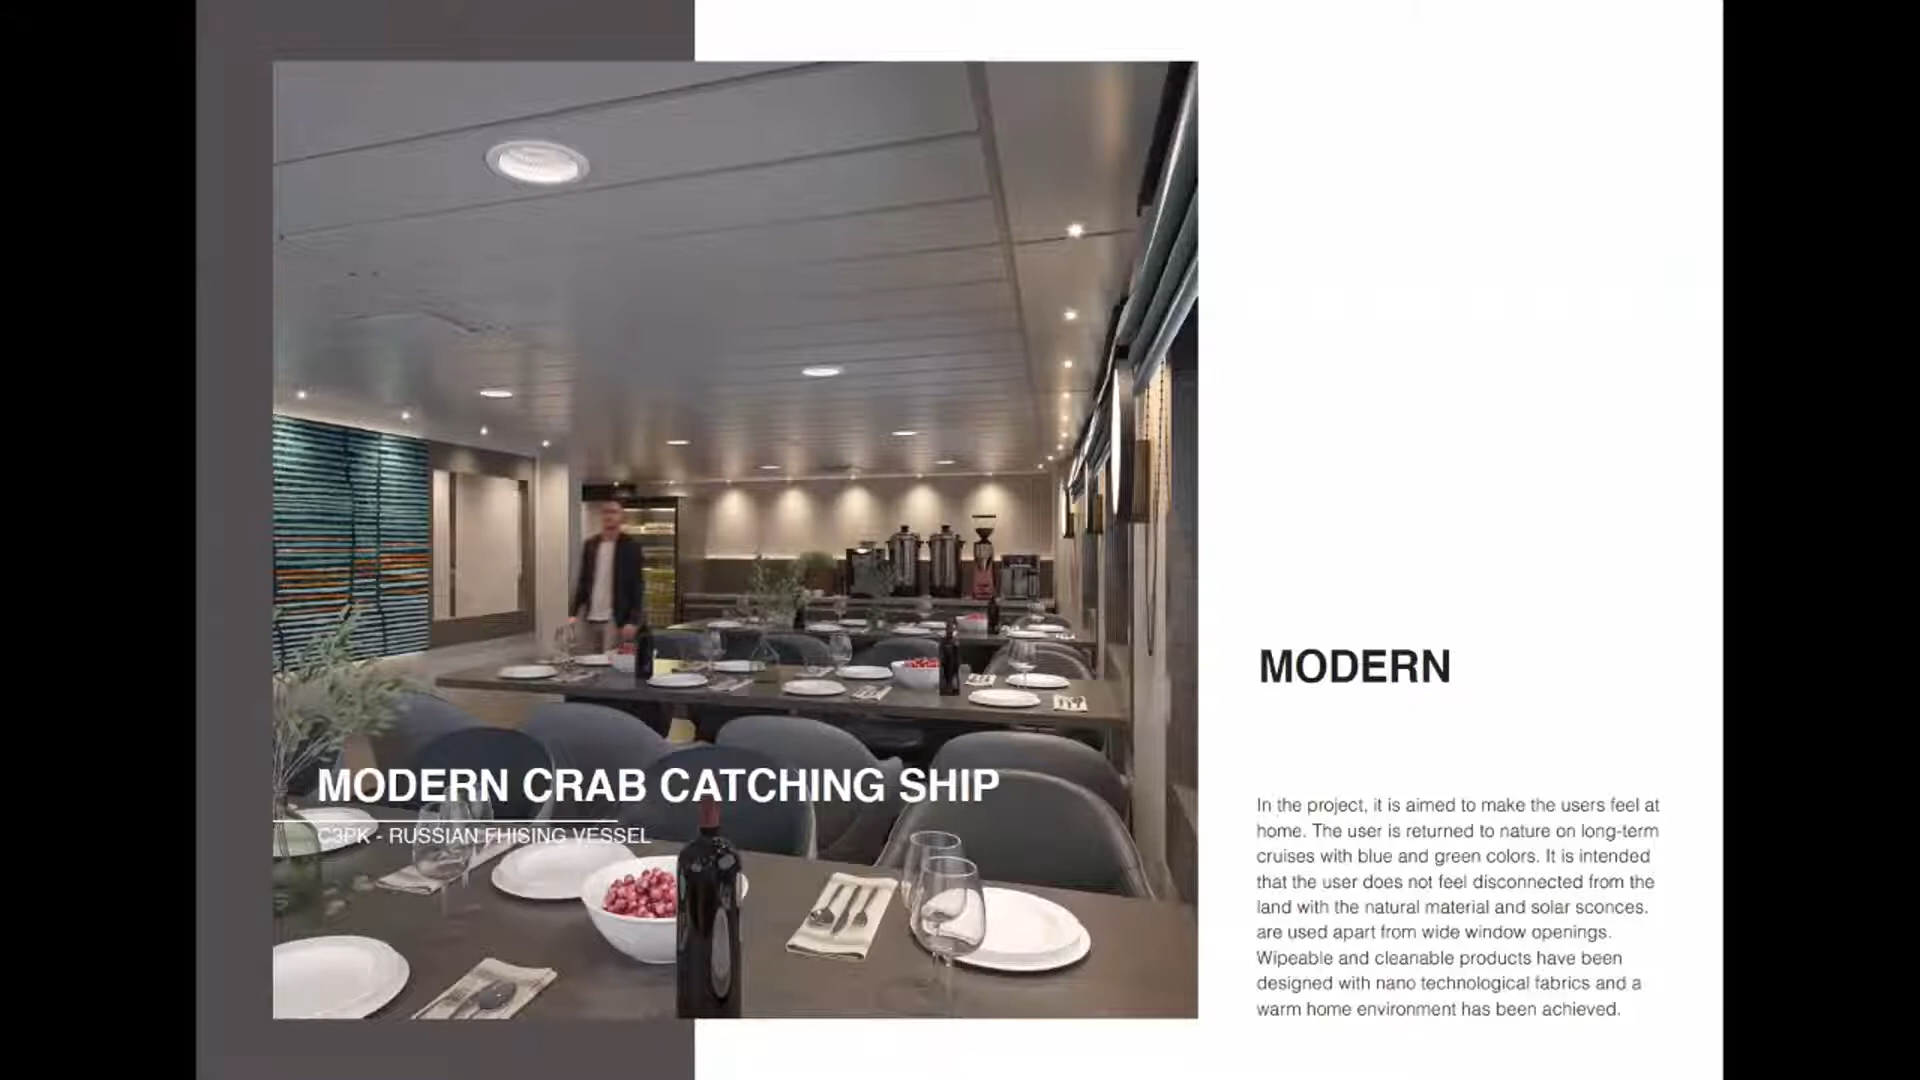 MODERN CRAB CATCHING SHIP
C3PK - RUSSIAN FHISING VESSEL
MODERN
In the project, it is aimed to make the users feel at
home. The user is returned to nature on long-term
cruises with blue and green colors. It is intended
that the user does not feel disconnected from the
land with the natural material and solar sconces.
are used apart from wide window openings.
Wipeable and cleanable products have been
designed with nano technological fabrics and a
warm home environment has been achieved.